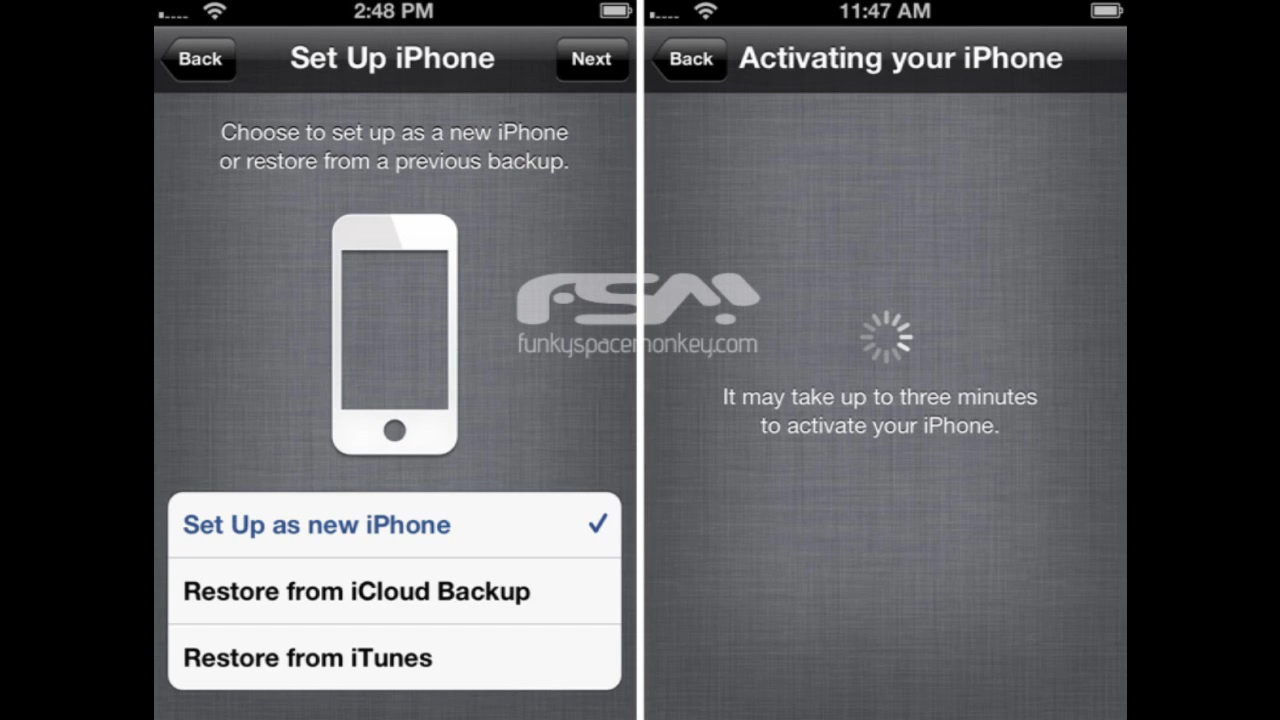 2:48 PM
Back
Set Up iPhone
Next
Choose to set up as a new iPhone
or restore from a previous backup.
Set Up as new iPhone
Restore from iCloud Backup
Restore from iTunes
11:47 AM
Back
Activating your iPhone
It may take up to three minutes
to activate your iPhone.
FSM
funkyspacemonkey.com